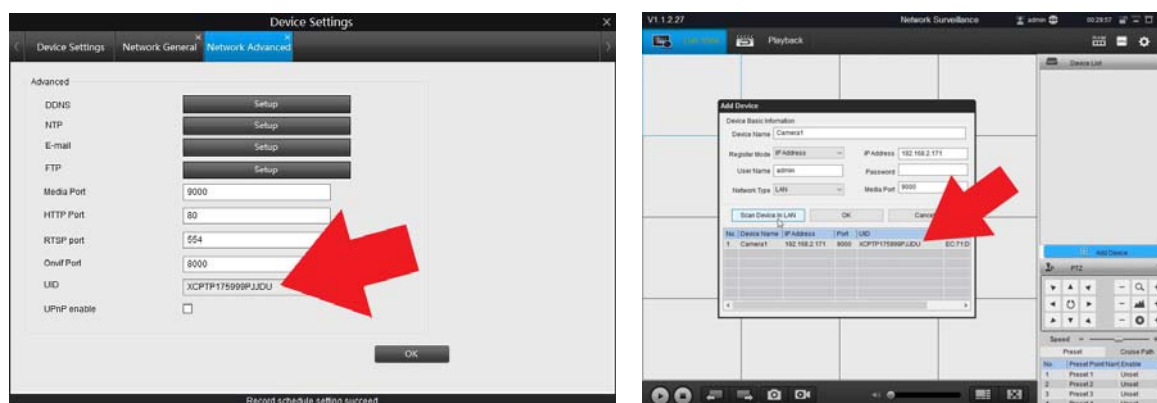 Device Settings
Device Settings Network General Network Advanced
Advanced
DDNS Setup
NTP Setup
E-mail Setup
FTP Setup
Media Port 9000
HTTP Port 80
RTSP port 554
Onvif Port 8000
UID XCPTP175999PJJDU
UPnP enable
OK
Record schedule setting succeed
V1.1.2.27 Network Surveillance admin 00:29:57
Live View Playback
Device List
Add Device
Device Basic Information
Device Name Camera1
Register Mode IP Address IP Address 192.168.2.171
User Name admin Password
Network Type LAN Media Port 9000
Scan Device in LAN OK Cancel
No. Device Name IP Address Port UID
1 Camera1 192.168.2.171 9000 XCPTP175999PJJDU EC:71:D
Add Device
PTZ
Speed
Preset Cruise Path
No. Preset Point Name Enable
1 Preset 1 Unset
2 Preset 2 Unset
3 Preset 3 Unset